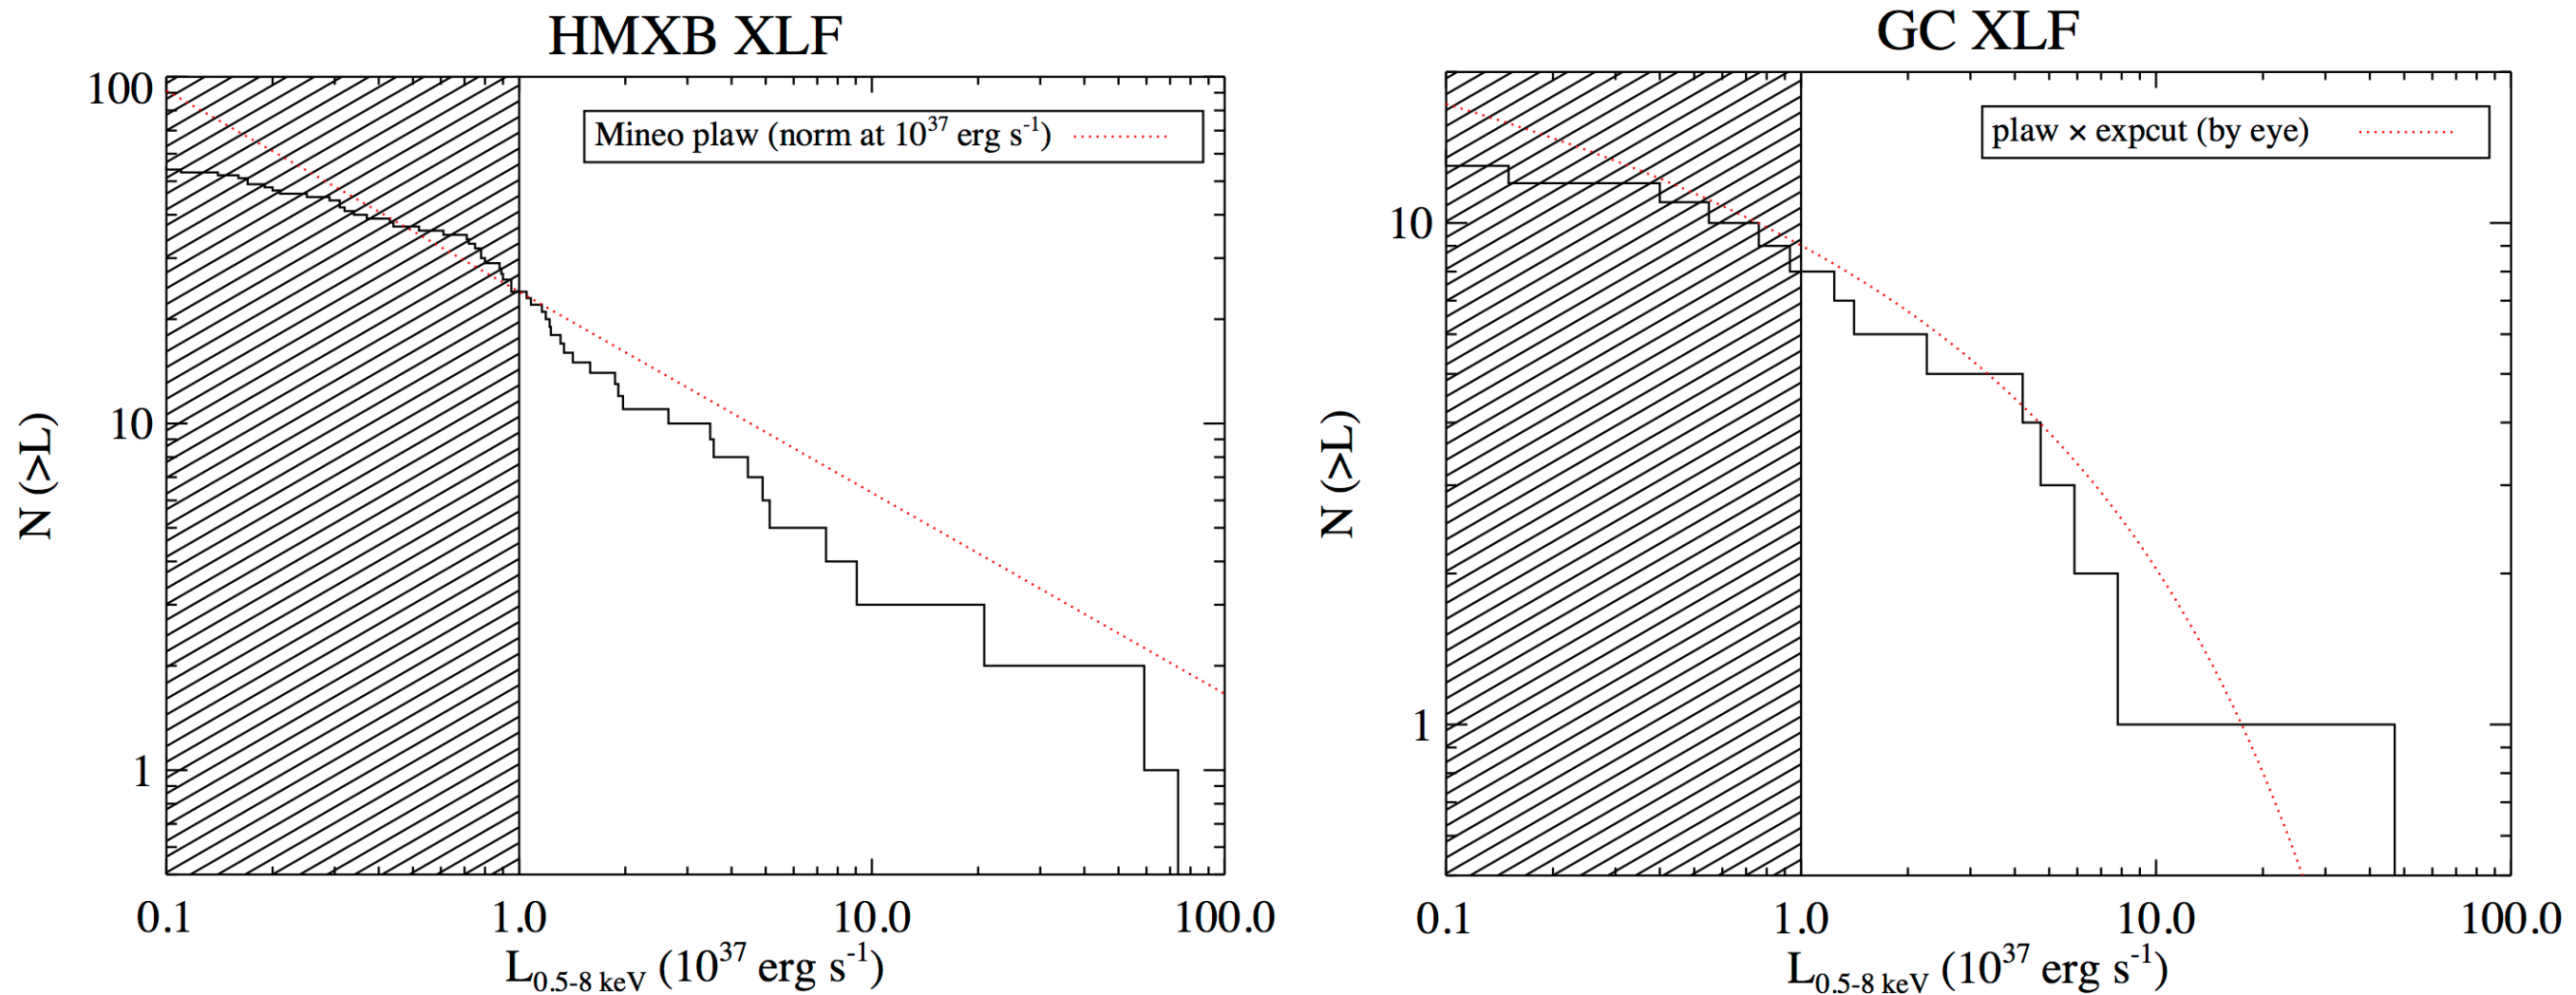 HMXB XLF
Mineo plaw (norm at 10^37 erg s^-1)
100
10
1
N (>L)
0.1 1.0 10.0 100.0
L_0.5-8 keV (10^37 erg s^-1)
GC XLF
plaw × expcut (by eye)
10
1
N (>L)
0.1 1.0 10.0 100.0
L_0.5-8 keV (10^37 erg s^-1)